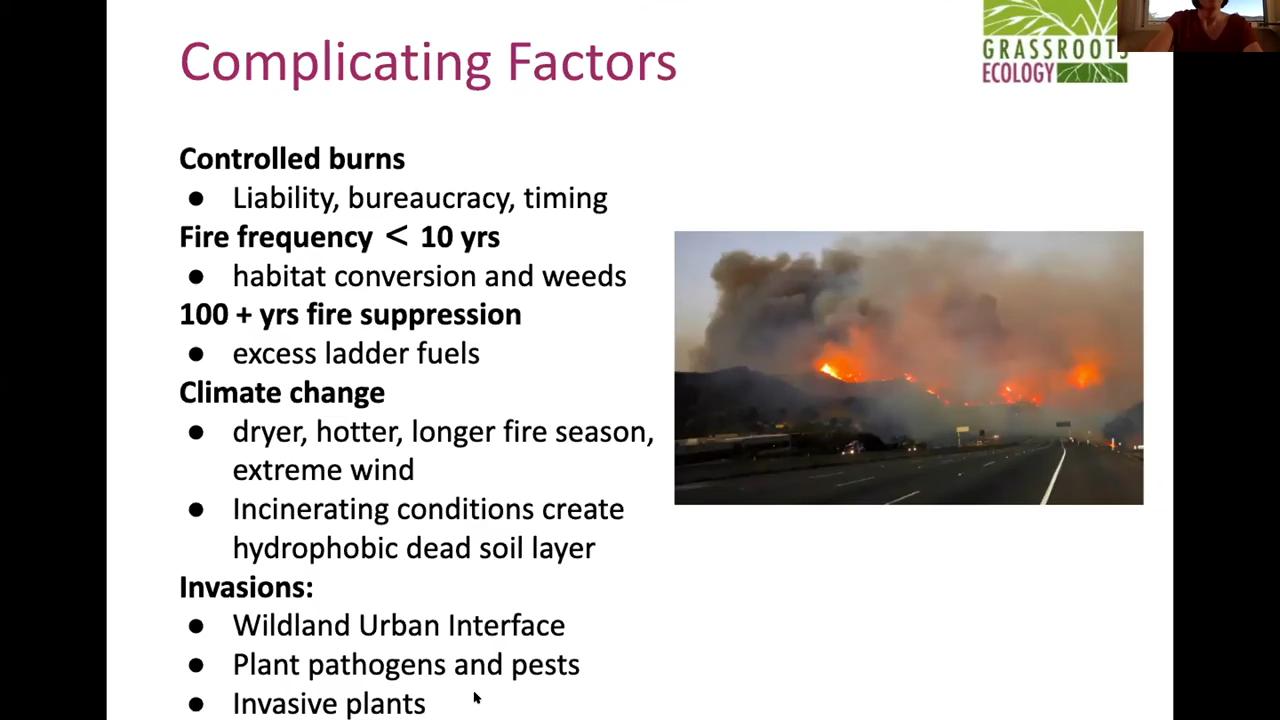 Complicating Factors
GRASSROOTS
ECOLOGY
Controlled burns
● Liability, bureaucracy, timing
Fire frequency < 10 yrs
● habitat conversion and weeds
100 + yrs fire suppression
● excess ladder fuels
Climate change
● dryer, hotter, longer fire season,
extreme wind
● Incinerating conditions create
hydrophobic dead soil layer
Invasions:
● Wildland Urban Interface
● Plant pathogens and pests
● Invasive plants